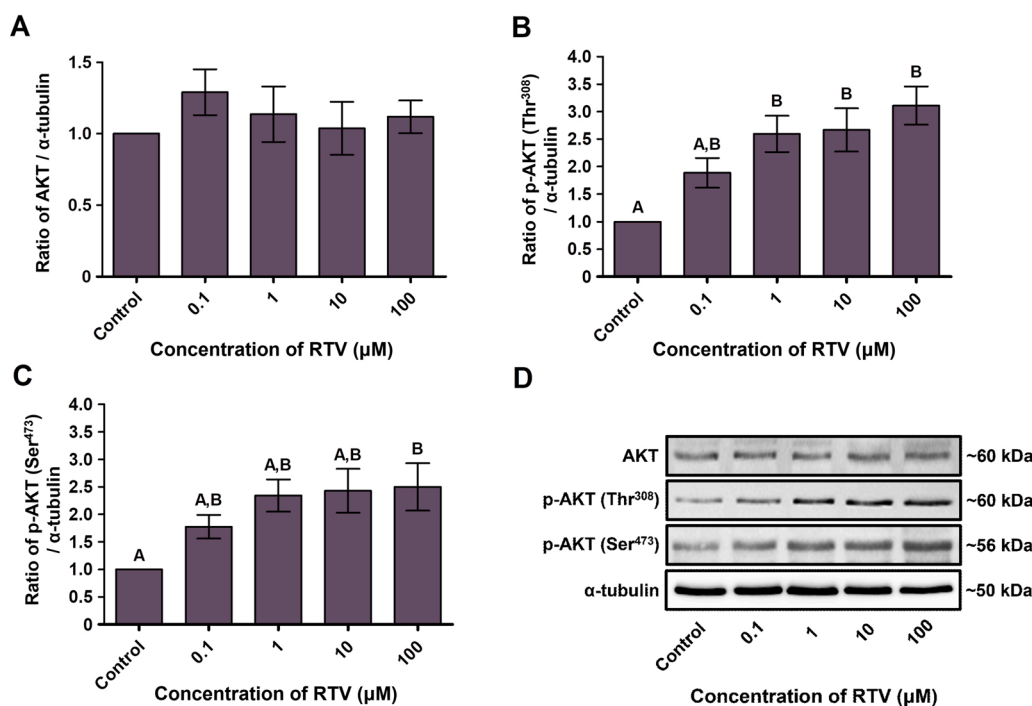 A
Ratio of AKT / α-tubulin
1.5
1.0
0.5
0
Control
0.1
1
10
100
Concentration of RTV (µM)
B
Ratio of p-AKT (Thr³⁰⁸)
/ α-tubulin
4.0
3.5
3.0
2.5
2.0
1.5
1.0
0.5
0
A
A,B
B
B
B
Control
0.1
1
10
100
Concentration of RTV (µM)
C
Ratio of p-AKT (Ser⁴⁷³)
/ α-tubulin
4.0
3.5
3.0
2.5
2.0
1.5
1.0
0.5
0
A
A,B
A,B
A,B
B
Control
0.1
1
10
100
Concentration of RTV (µM)
D
AKT ~60 kDa
p-AKT (Thr³⁰⁸) ~60 kDa
p-AKT (Ser⁴⁷³) ~56 kDa
α-tubulin ~50 kDa
Control
0.1
1
10
100
Concentration of RTV (µM)